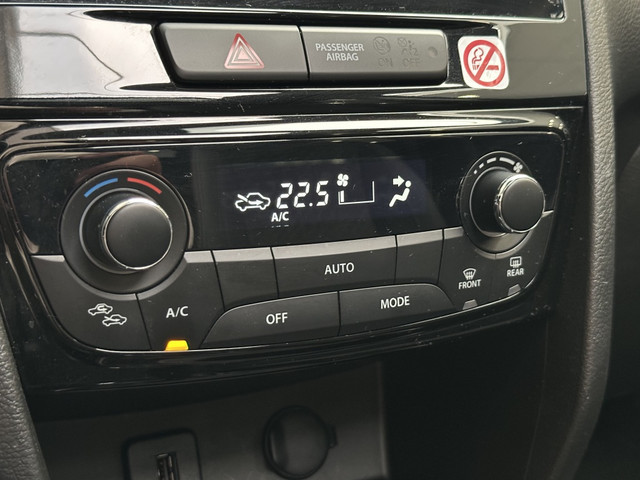 PASSENGER
AIRBAG
ON OFF
22.5
A/C
AUTO
FRONT
REAR
A/C
OFF
MODE